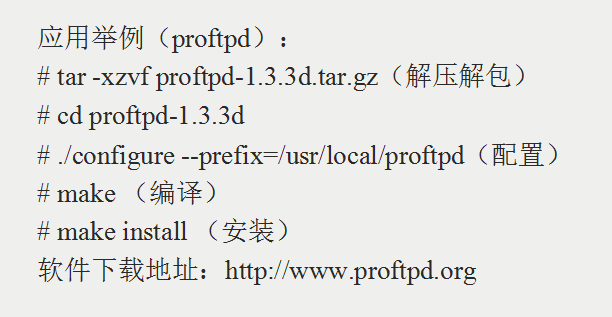 应用举例（proftpd）：
# tar -xzvf proftpd-1.3.3d.tar.gz（解压解包）
# cd proftpd-1.3.3d
# ./configure --prefix=/usr/local/proftpd（配置）
# make （编译）
# make install （安装）
软件下载地址：http://www.proftpd.org